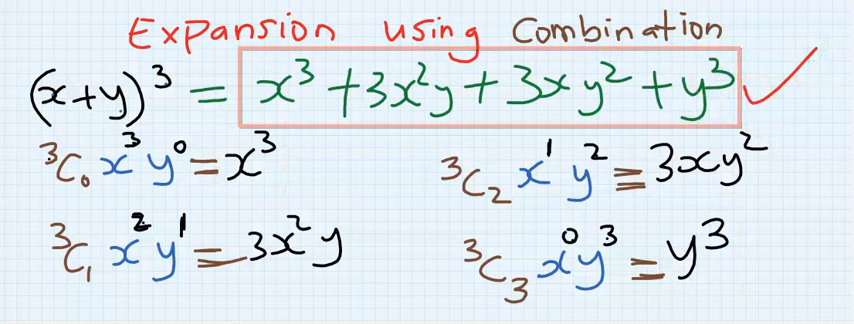 Expansion using Combination
(x+y)³ = x³ + 3x²y + 3xy² + y³ ✓
³C₀ x³ y⁰ = x³
³C₂ x¹ y² = 3xy²
³C₁ x² y¹ = 3x²y
³C₃ x⁰ y³ = y³